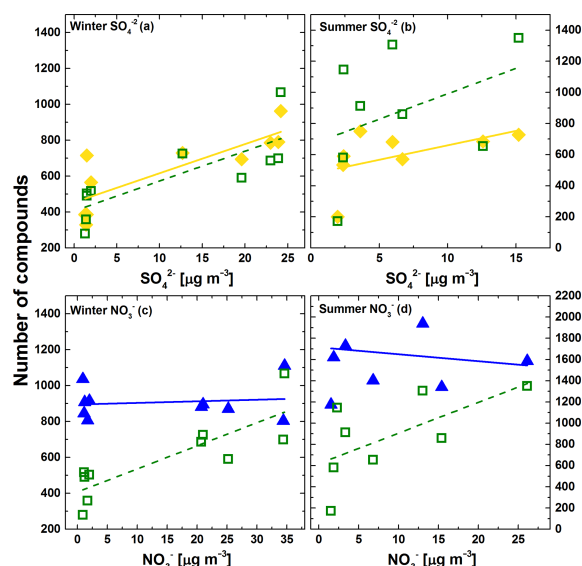 Number of compounds
Winter SO₄⁻² (a)
1400
1200
1000
800
600
400
200
0 5 10 15 20 25
SO₄²⁻ [µg m⁻³]
Summer SO₄⁻² (b)
1400
1200
1000
800
600
400
200
0
0 5 10 15
SO₄²⁻ [µg m⁻³]
Winter NO₃⁻ (c)
1400
1200
1000
800
600
400
200
0 5 10 15 20 25 30 35
NO₃⁻ [µg m⁻³]
Summer NO₃⁻ (d)
2200
2000
1800
1600
1400
1200
1000
800
600
400
200
0
0 5 10 15 20 25
NO₃⁻ [µg m⁻³]